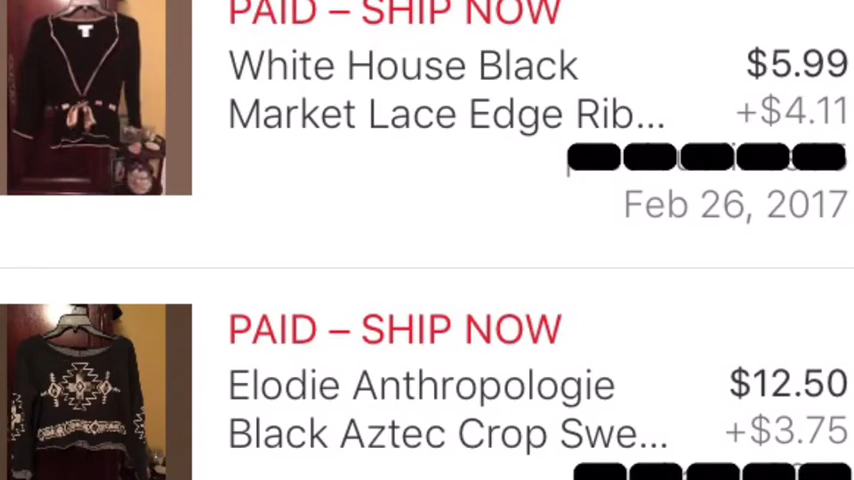 PAID – SHIP NOW
White House Black
$5.99
Market Lace Edge Rib...
+$4.11
Feb 26, 2017
PAID – SHIP NOW
Elodie Anthropologie
$12.50
Black Aztec Crop Swe...
+$3.75